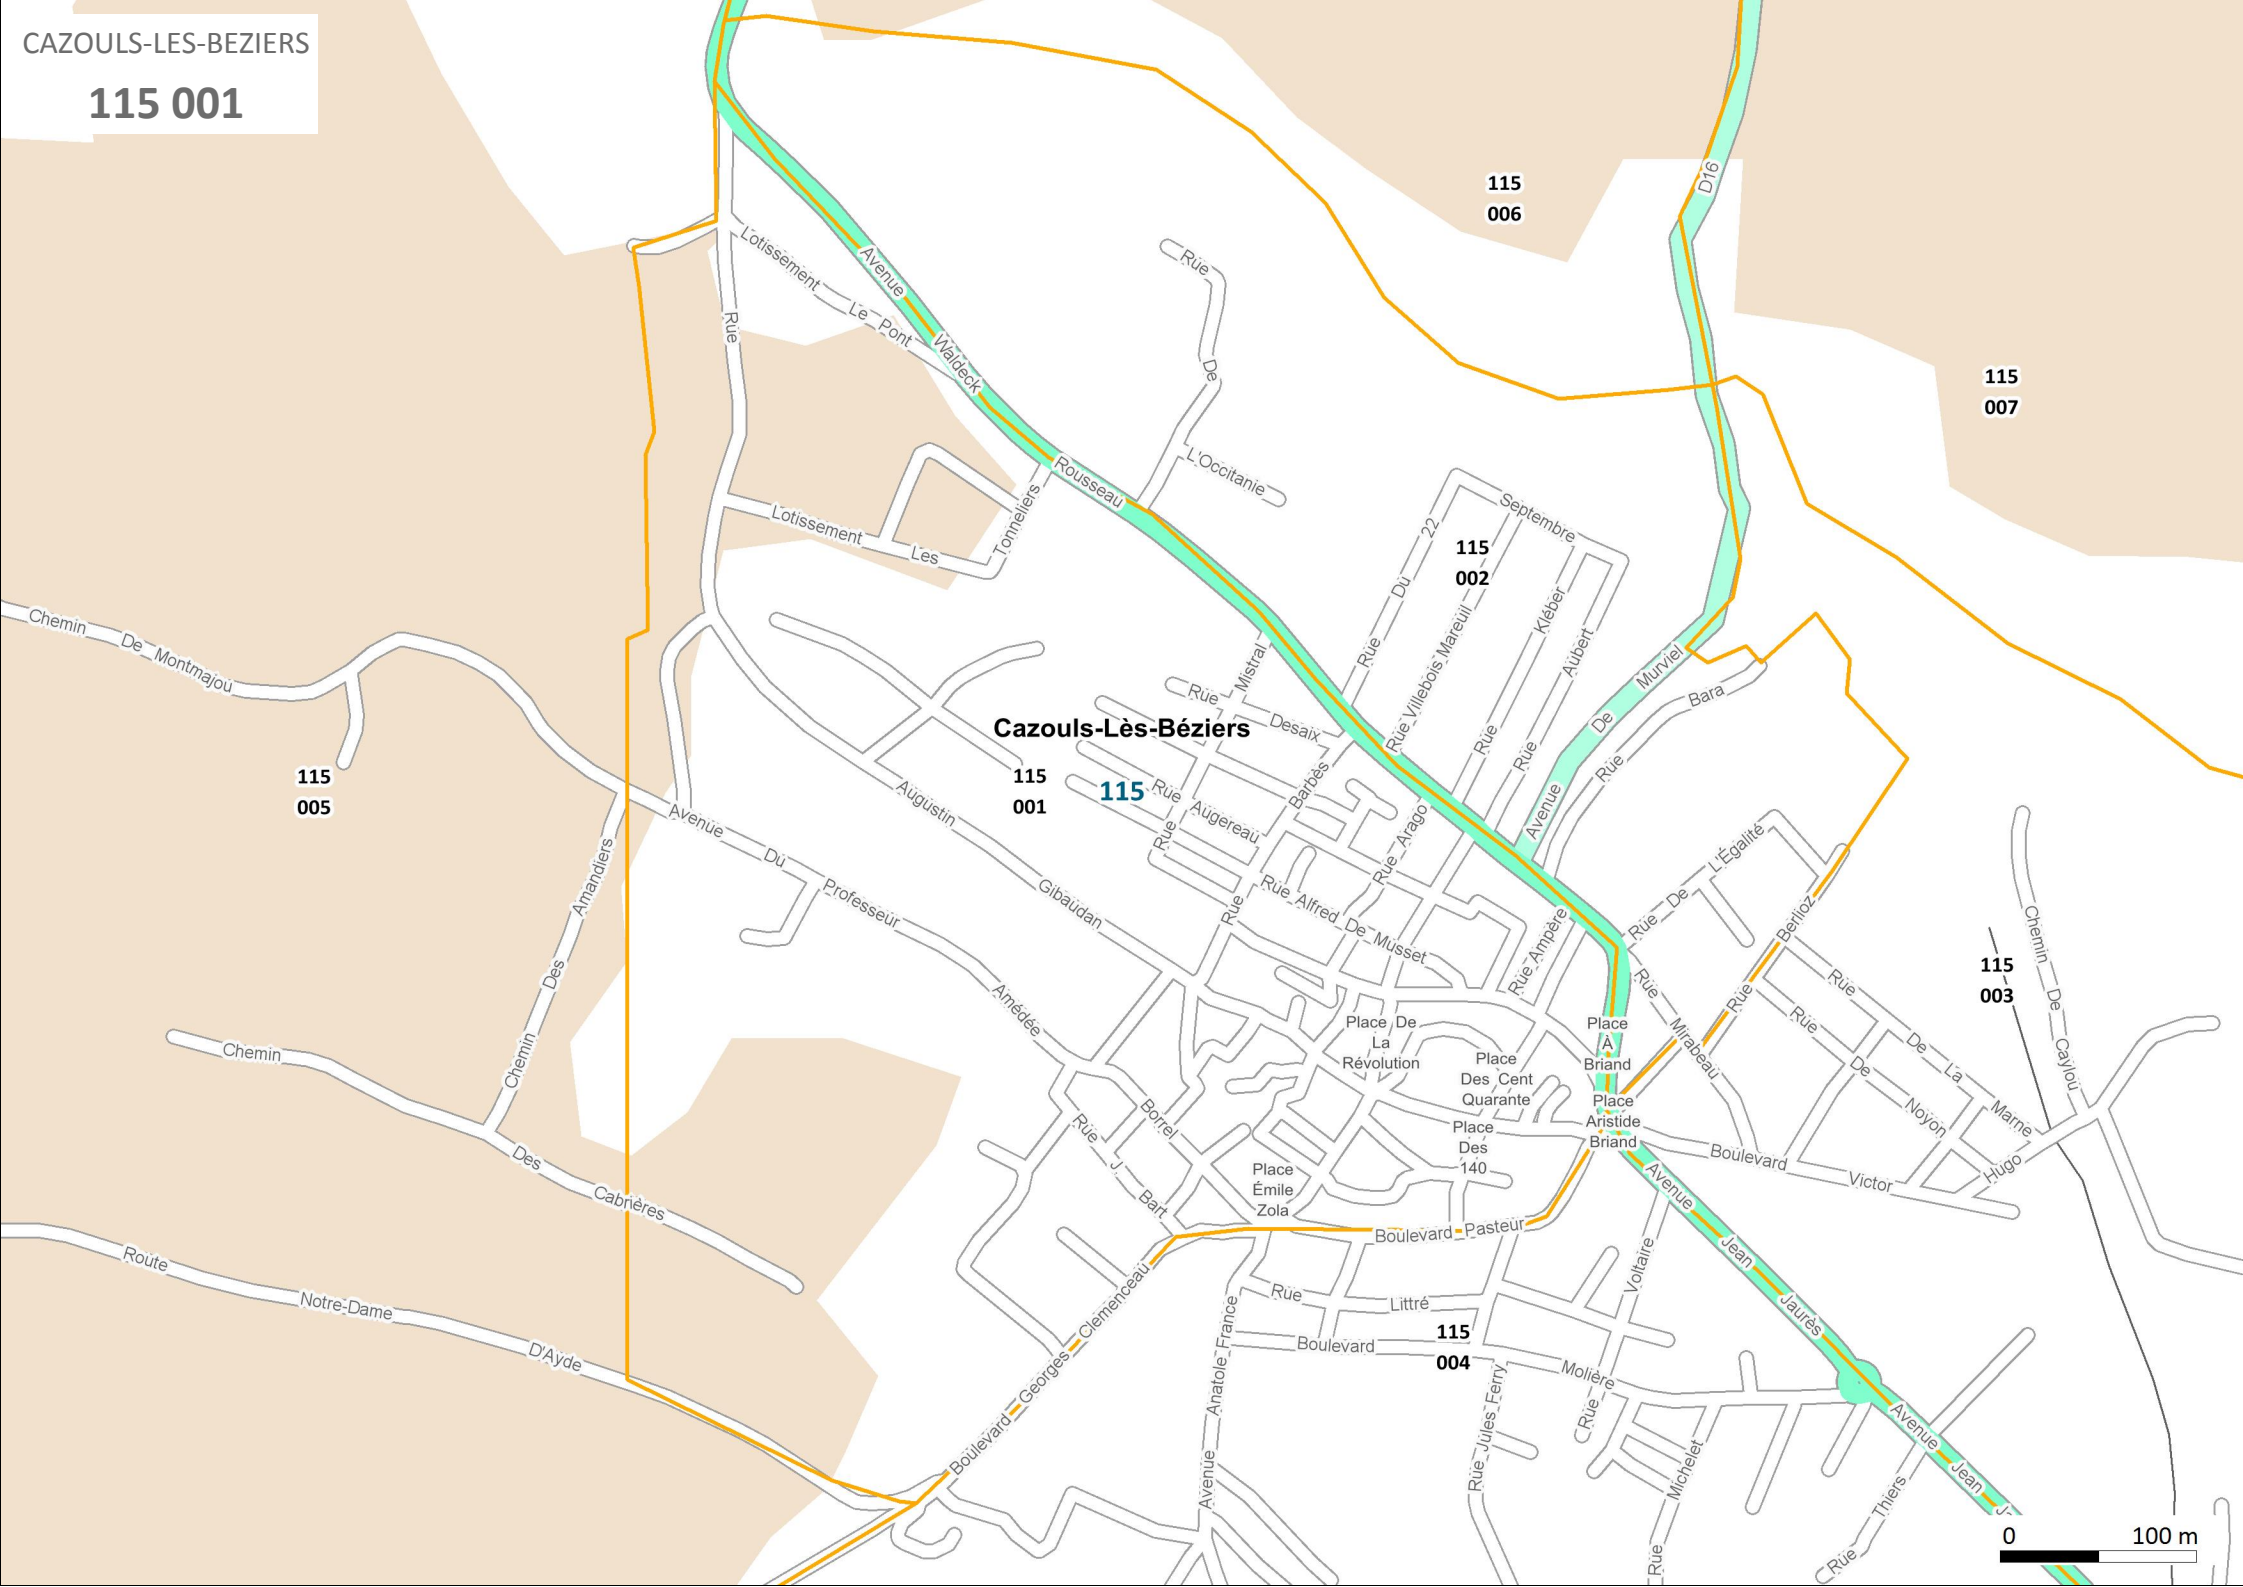 CAZOULS-LES-BEZIERS
115 001
D16
115
006
115
007
Lotissement Le Pont
Rue
Avenue Waldeck Rousseau
Rue De L'Occitanie
Lotissement Les Tonneliers
Rue Du 22 Septembre
115
002
Rue Villebois Mareuil
Rue Kléber
Rue Aubert
Chemin De Montmajou
Avenue De Murviel
Rue Bara
Mistral
Rue Desaix
Cazouls-Lès-Béziers
115
001
115
115
005
Rue Augereau
Barbès
Rue
Rue
Rue Arago
Augustin Gibaudan
Avenue Du Professeur Amédée Borrel
Chemin Des Amandiers
Rue Alfred De Musset
Rue Ampère
Rue De L'Égalité
Rue Berlioz
Chemin De Caylou
115
003
Rue Mirabeau
Rue De La Marne
Rue De Noyon
Place De
La
Révolution
Place
À
Briand
Place
Des Cent
Quarante
Place
Aristide
Briand
Place
Des
140
Chemin Des Cabrières
Rue J. Bart
Place
Émile
Zola
Boulevard Victor Hugo
Boulevard Pasteur
Avenue Jean Jaurès
Route Notre-Dame D'Ayde
Boulevard Georges Clemenceau
Avenue Anatole France
Rue Littré
Voltaire
Rue
Boulevard Molière
115
004
Rue Jules Ferry
Michelet
Rue
Rue Thiers
Avenue Jean J
0 100 m